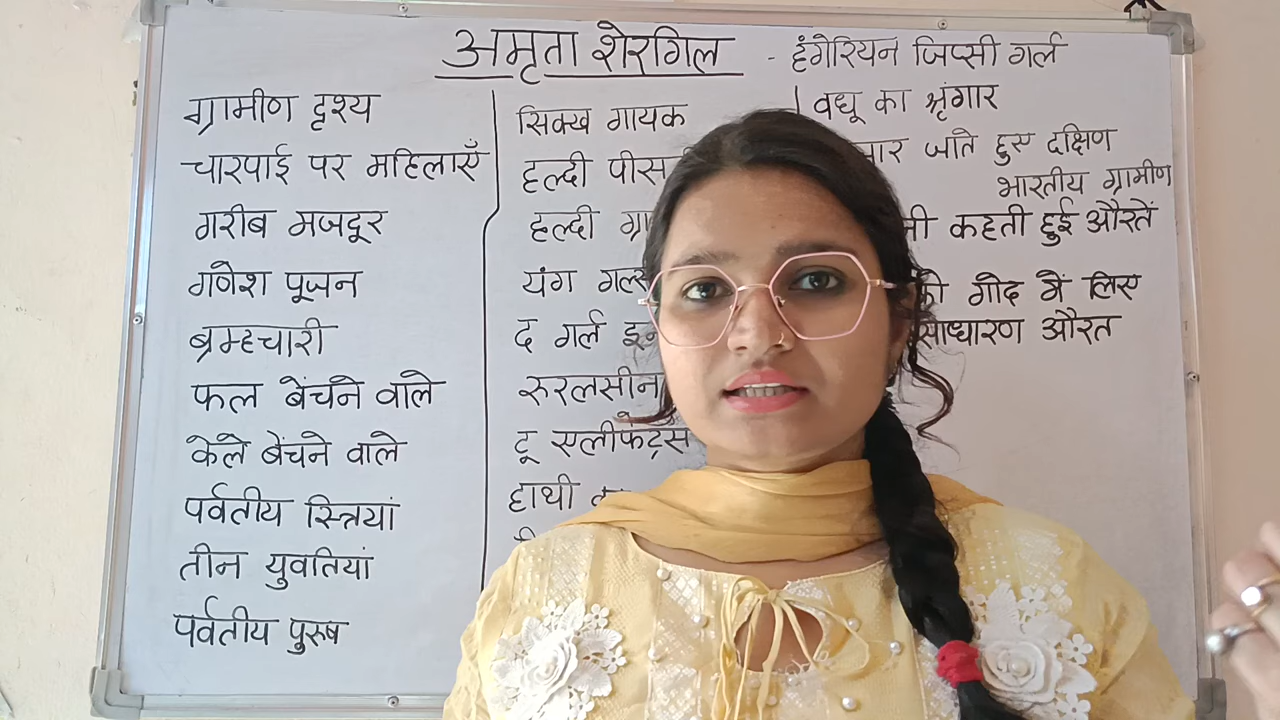 अमृता शेरगिल - हंगेरियन जिप्सी गर्ल
ग्रामीण दृश्य
चारपाई पर महिलाएँ
गरीब मजदूर
गणेश पूजन
ब्रम्हचारी
फल बेंचने वाले
केले बेंचने वाले
पर्वतीय स्त्रियां
तीन युवतियां
पर्वतीय पुरुष
सिक्ख गायक
हल्दी
हल्दी
यंग
द गर्ल
रुरलसीन
टू एलीफेंट्स
हाथी
वधू का श्रृंगार
जाते हुए दक्षिण
भारतीय ग्रामीण
कहती हुई औरतें
गोद में लिए
साधारण औरत